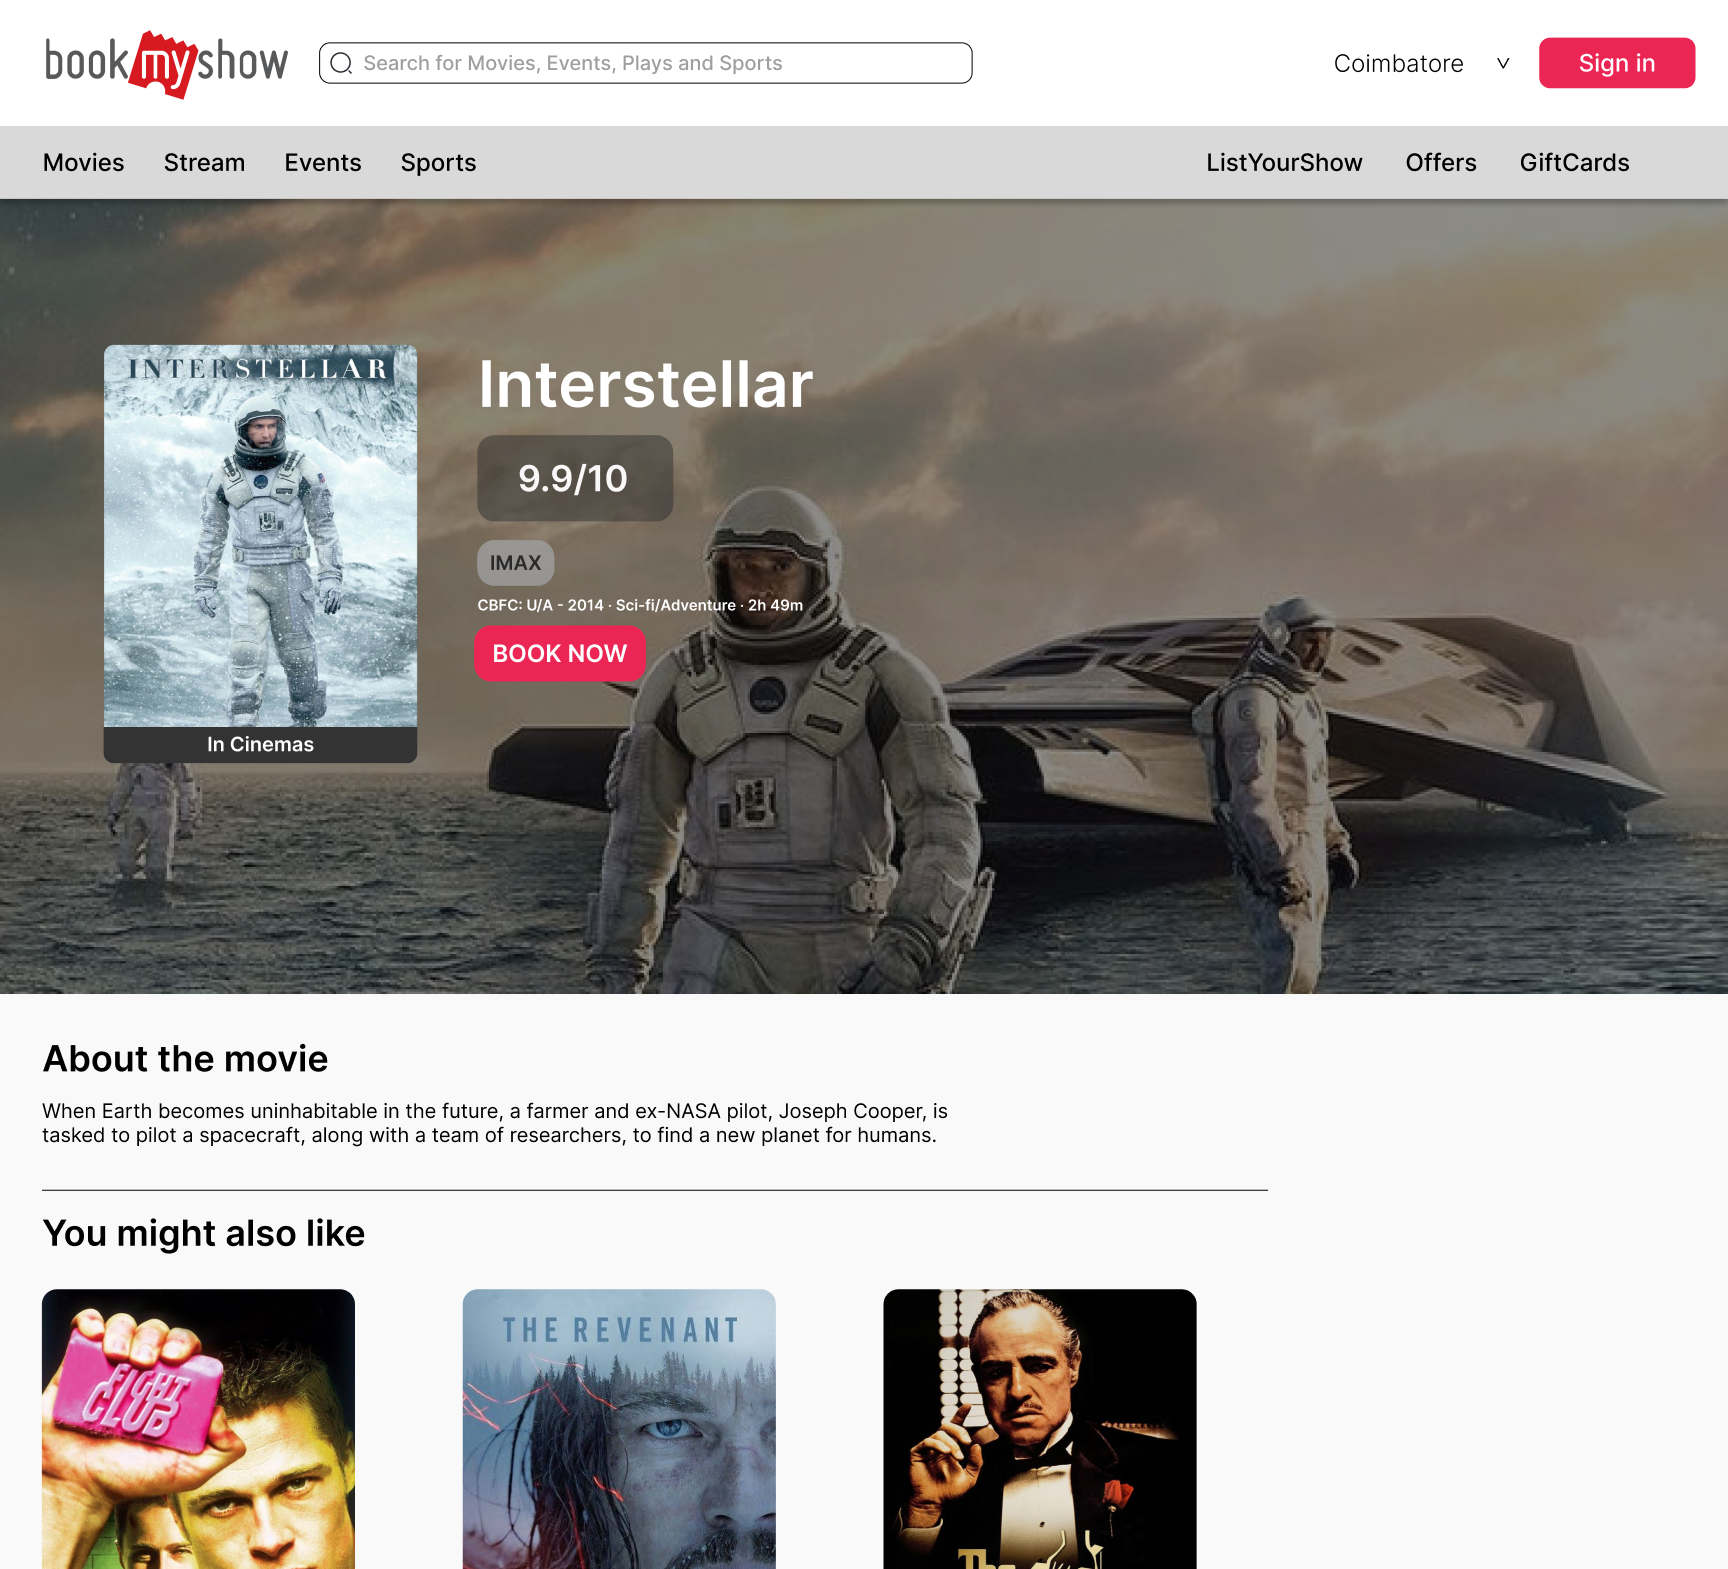 bookmyshow
Search for Movies, Events, Plays and Sports
Coimbatore
Sign in
Movies
Stream
Events
Sports
ListYourShow
Offers
GiftCards
INTERSTELLAR
In Cinemas
Interstellar
9.9/10
IMAX
CBFC: U/A - 2014 · Sci-fi/Adventure · 2h 49m
BOOK NOW
About the movie
When Earth becomes uninhabitable in the future, a farmer and ex-NASA pilot, Joseph Cooper, is
tasked to pilot a spacecraft, along with a team of researchers, to find a new planet for humans.
You might also like
FIGHT
CLUB
THE REVENANT
The